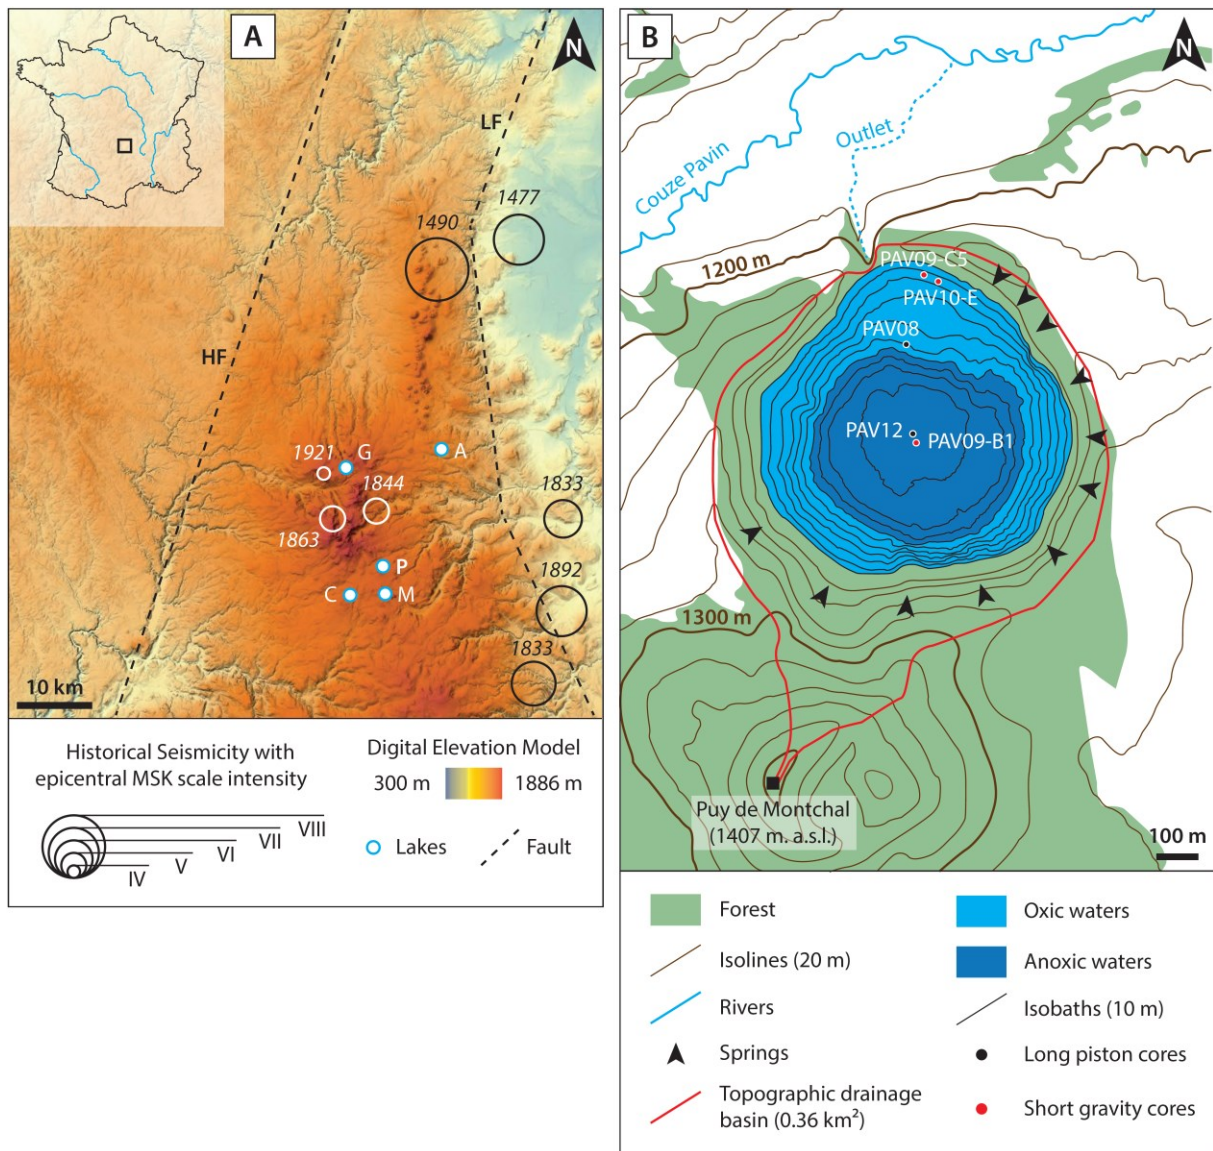 A
N
LF
1477
1490
HF
1921
G
A
1844
1833
1863
P
1892
C
M
1833
10 km
Historical Seismicity with
epicentral MSK scale intensity
VIII
VII
VI
V
IV
Digital Elevation Model
300 m
1886 m
Lakes
Fault
B
N
Couze Pavin
Outlet
1200 m
PAV09-C5
PAV10-E
PAV08
PAV12
PAV09-B1
1300 m
Puy de Montchal
(1407 m. a.s.l.)
100 m
Forest
Oxic waters
Isolines (20 m)
Anoxic waters
Rivers
Isobaths (10 m)
Springs
Long piston cores
Topographic drainage
basin (0.36 km²)
Short gravity cores